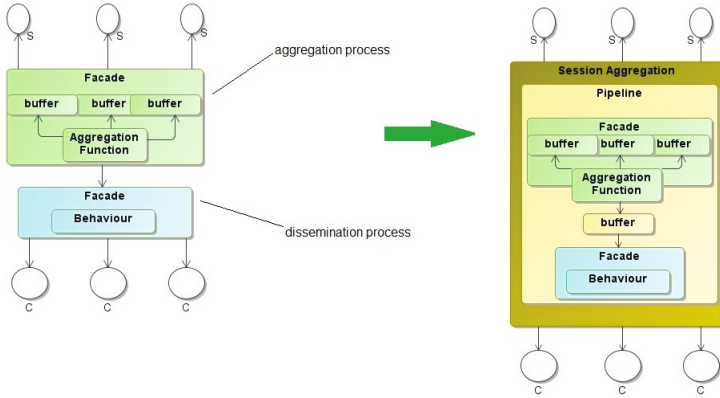 S
S
S
Facade
buffer
buffer
buffer
Aggregation
Function
Facade
Behaviour
C
C
C
aggregation process
dissemination process
S
S
S
Session Aggregation
Pipeline
Facade
buffer
buffer
buffer
Aggregation
Function
buffer
Facade
Behaviour
C
C
C